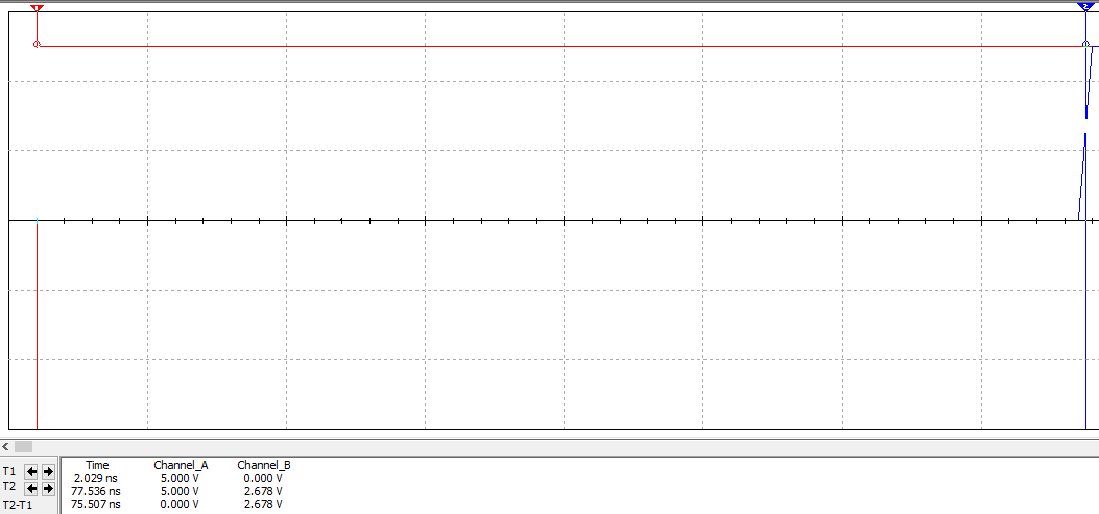 2
Time Channel_A Channel_B
T1 2.029 ns 5.000 V 0.000 V
T2 77.536 ns 5.000 V 2.678 V
T2-T1 75.507 ns 0.000 V 2.678 V